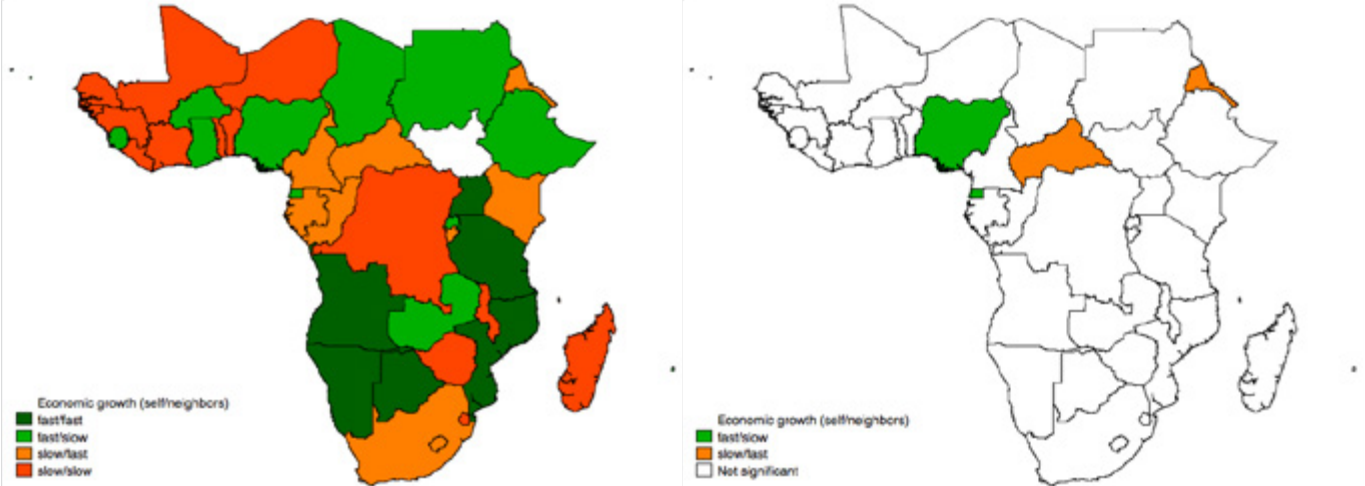 Economic growth (self/neighbors)
fast/fast
fast/slow
slow/fast
slow/slow
Economic growth (self/neighbors)
fast/slow
slow/fast
Not significant